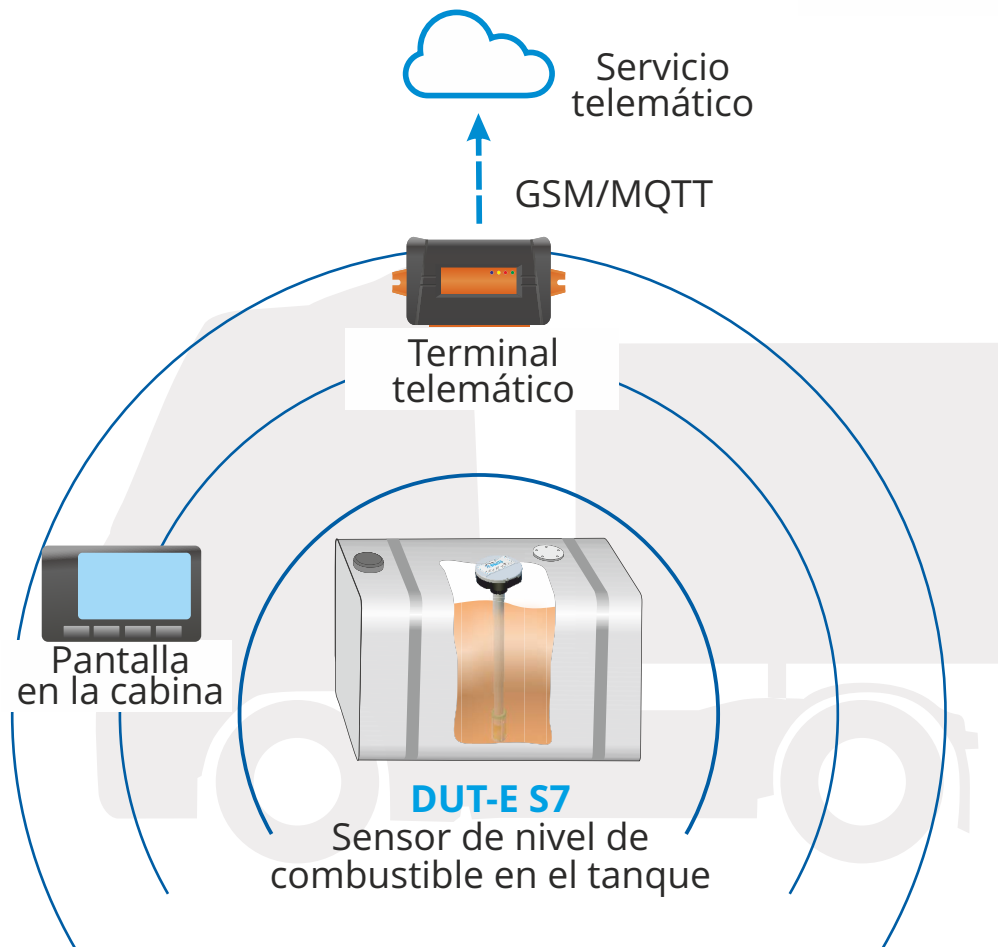 Servicio
telemático
GSM/MQTT
Terminal
telemático
Pantalla
en la cabina
DUT-E S7
Sensor de nivel de
combustible en el tanque